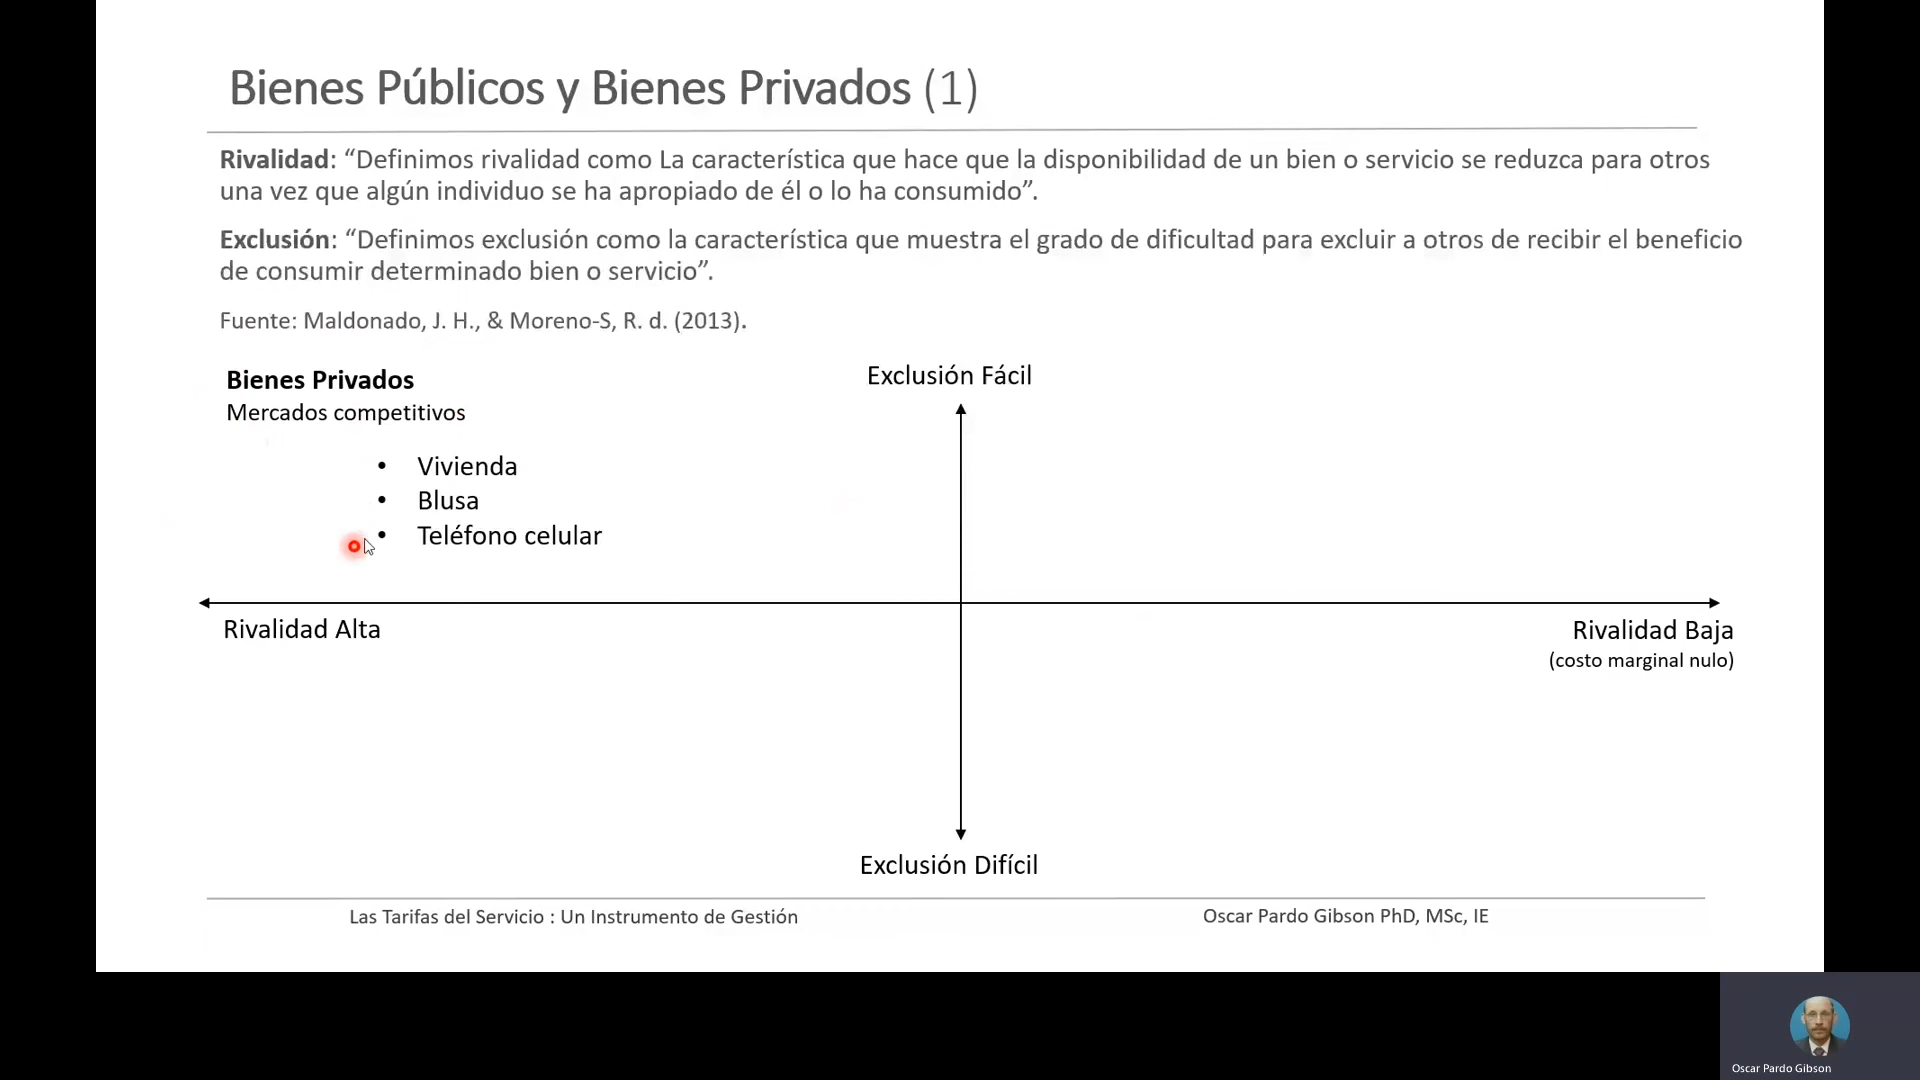 Bienes Públicos y Bienes Privados (1)
Rivalidad: “Definimos rivalidad como La característica que hace que la disponibilidad de un bien o servicio se reduzca para otros
una vez que algún individuo se ha apropiado de él o lo ha consumido”.
Exclusión: “Definimos exclusión como la característica que muestra el grado de dificultad para excluir a otros de recibir el beneficio
de consumir determinado bien o servicio”.
Fuente: Maldonado, J. H., & Moreno-S, R. d. (2013).
Bienes Privados
Mercados competitivos
• Vivienda
• Blusa
• Teléfono celular
Exclusión Fácil
Rivalidad Alta
Rivalidad Baja
(costo marginal nulo)
Exclusión Difícil
Las Tarifas del Servicio : Un Instrumento de Gestión
Oscar Pardo Gibson PhD, MSc, IE
Oscar Pardo Gibson